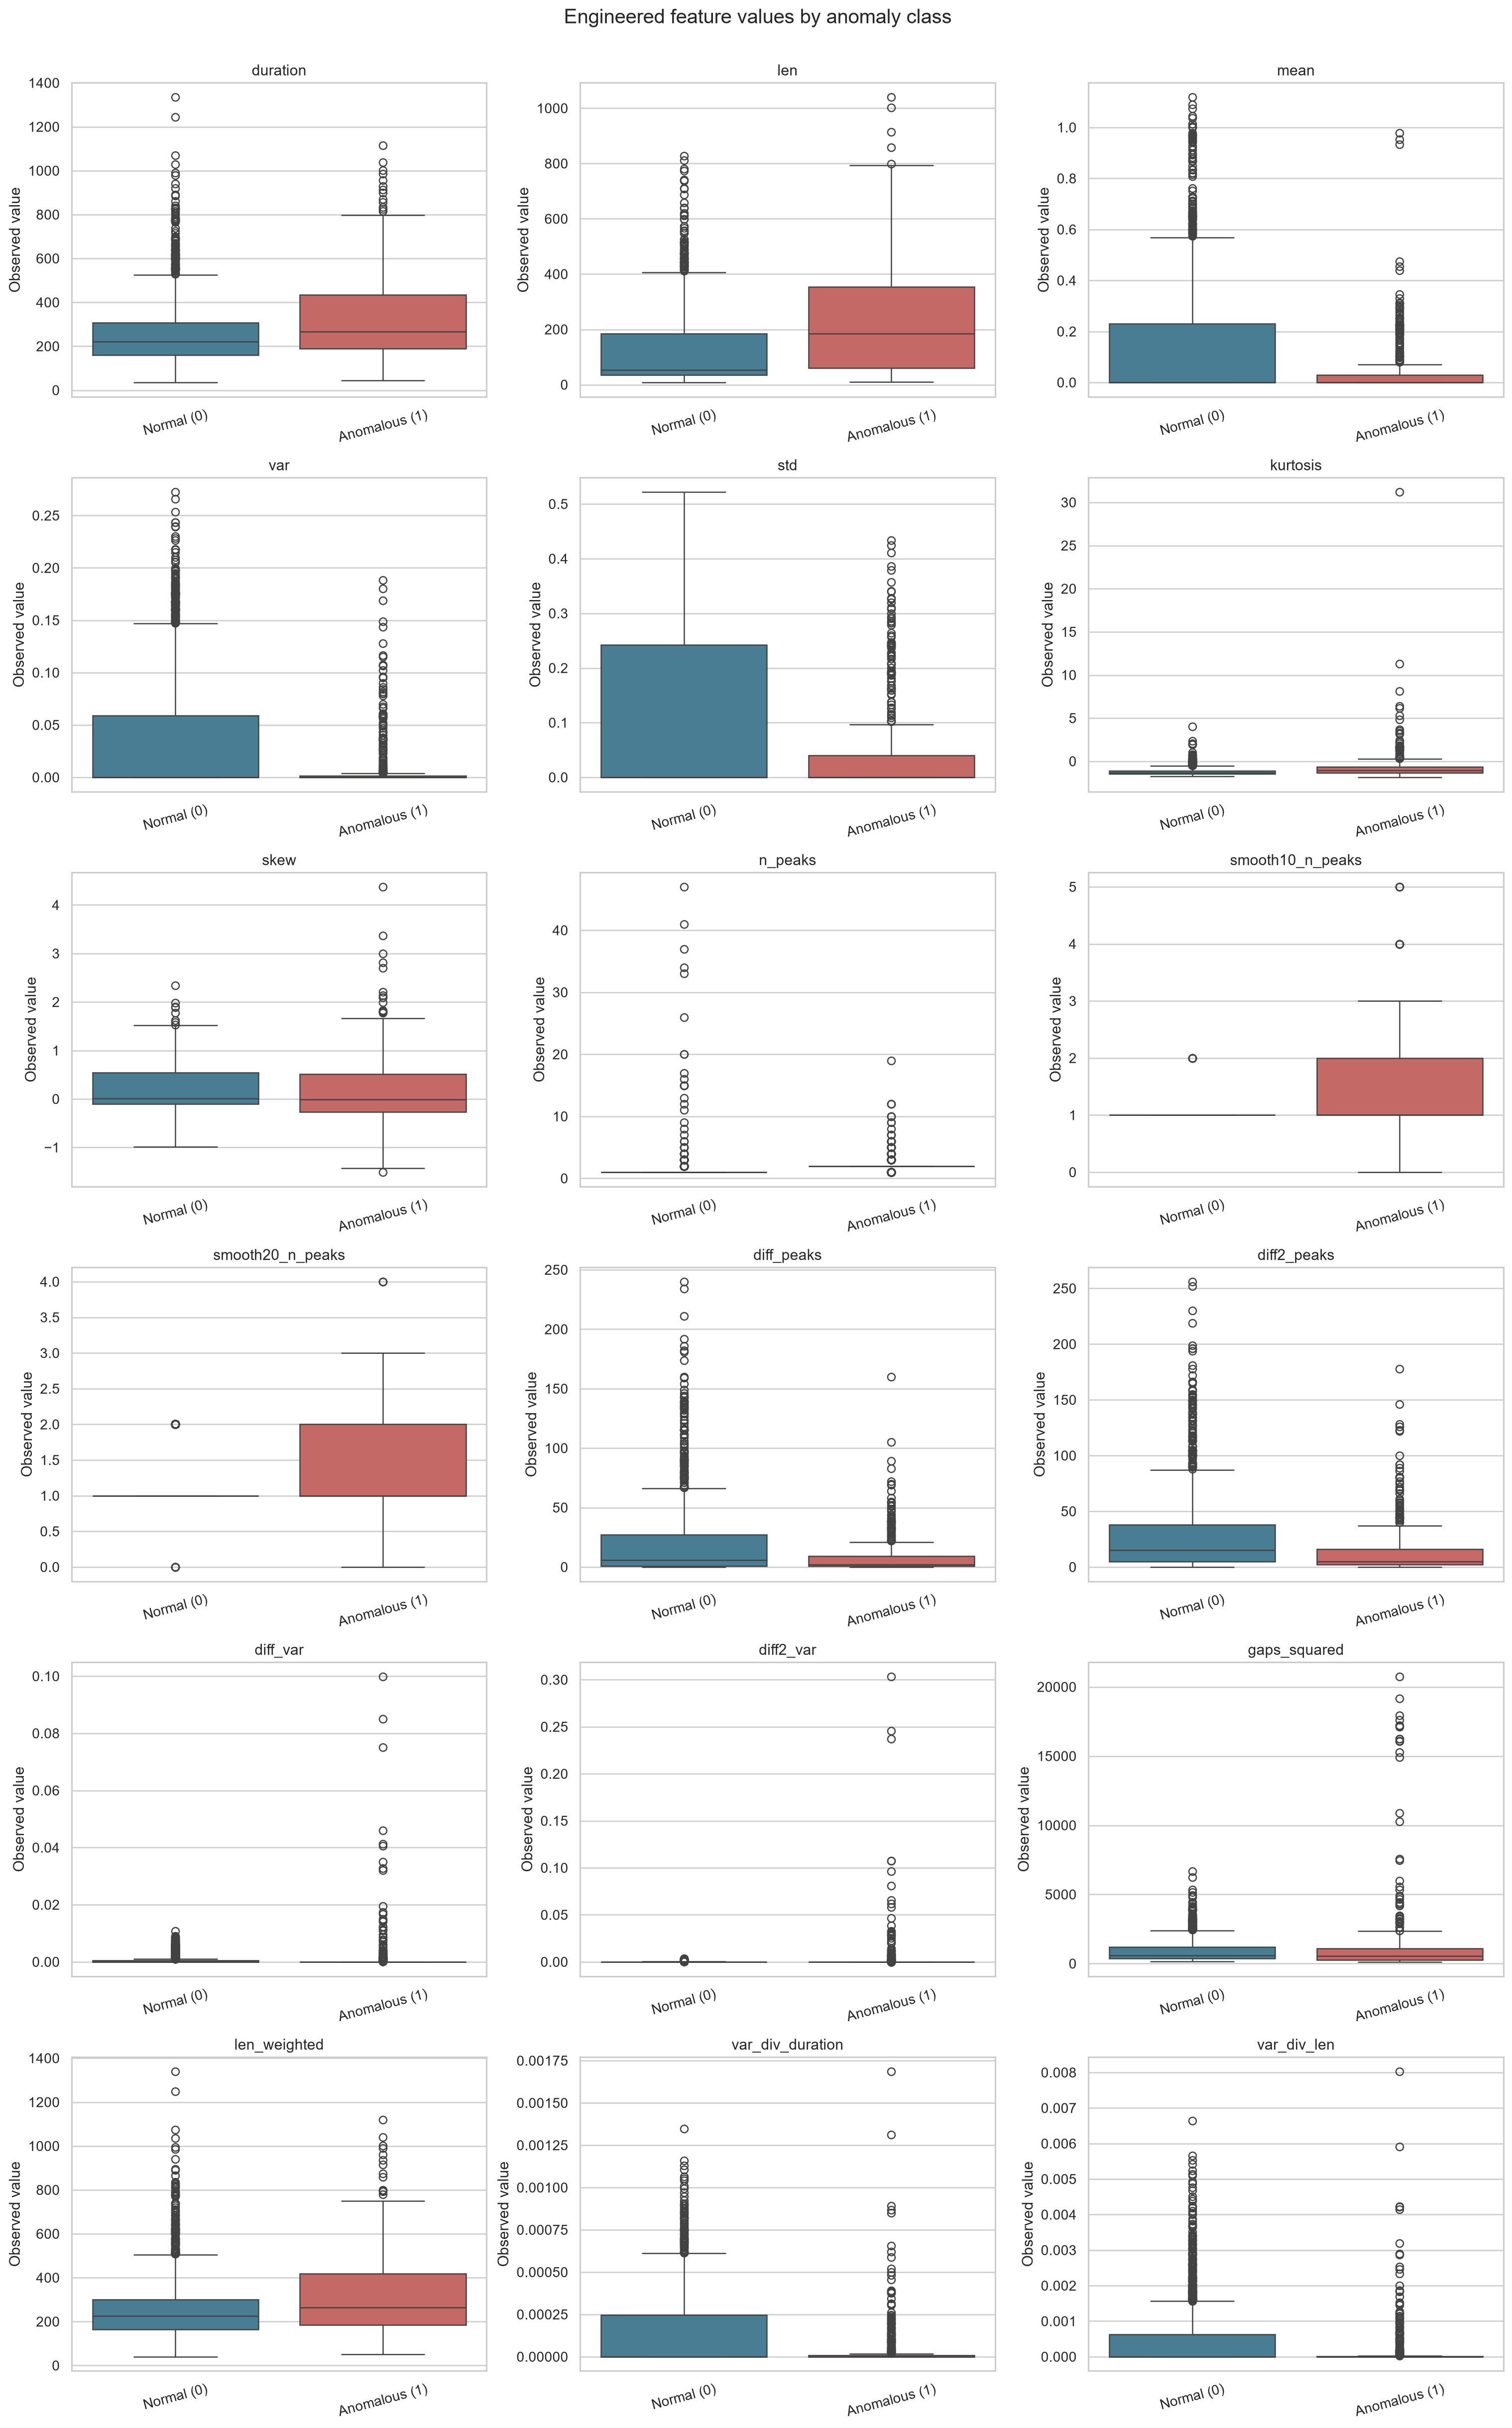 Engineered feature values by anomaly class
duration
len
mean
1400
1200
1000
800
600
400
200
0
Observed value
Normal (0)
Anomalous (1)
1000
800
600
400
200
0
Observed value
Normal (0)
Anomalous (1)
1.0
0.8
0.6
0.4
0.2
0.0
Observed value
Normal (0)
Anomalous (1)
var
std
kurtosis
0.25
0.20
0.15
0.10
0.05
0.00
Observed value
Normal (0)
Anomalous (1)
0.5
0.4
0.3
0.2
0.1
0.0
Observed value
Normal (0)
Anomalous (1)
30
25
20
15
10
5
0
Observed value
Normal (0)
Anomalous (1)
skew
n_peaks
smooth10_n_peaks
4
3
2
1
0
−1
Observed value
Normal (0)
Anomalous (1)
40
30
20
10
0
Observed value
Normal (0)
Anomalous (1)
5
4
3
2
1
0
Observed value
Normal (0)
Anomalous (1)
smooth20_n_peaks
diff_peaks
diff2_peaks
4.0
3.5
3.0
2.5
2.0
1.5
1.0
0.5
0.0
Observed value
Normal (0)
Anomalous (1)
250
200
150
100
50
0
Observed value
Normal (0)
Anomalous (1)
250
200
150
100
50
0
Observed value
Normal (0)
Anomalous (1)
diff_var
diff2_var
gaps_squared
0.10
0.08
0.06
0.04
0.02
0.00
Observed value
Normal (0)
Anomalous (1)
0.30
0.25
0.20
0.15
0.10
0.05
0.00
Observed value
Normal (0)
Anomalous (1)
20000
15000
10000
5000
0
Observed value
Normal (0)
Anomalous (1)
len_weighted
var_div_duration
var_div_len
1400
1200
1000
800
600
400
200
0
Observed value
Normal (0)
Anomalous (1)
0.00175
0.00150
0.00125
0.00100
0.00075
0.00050
0.00025
0.00000
Observed value
Normal (0)
Anomalous (1)
0.008
0.007
0.006
0.005
0.004
0.003
0.002
0.001
0.000
Observed value
Normal (0)
Anomalous (1)